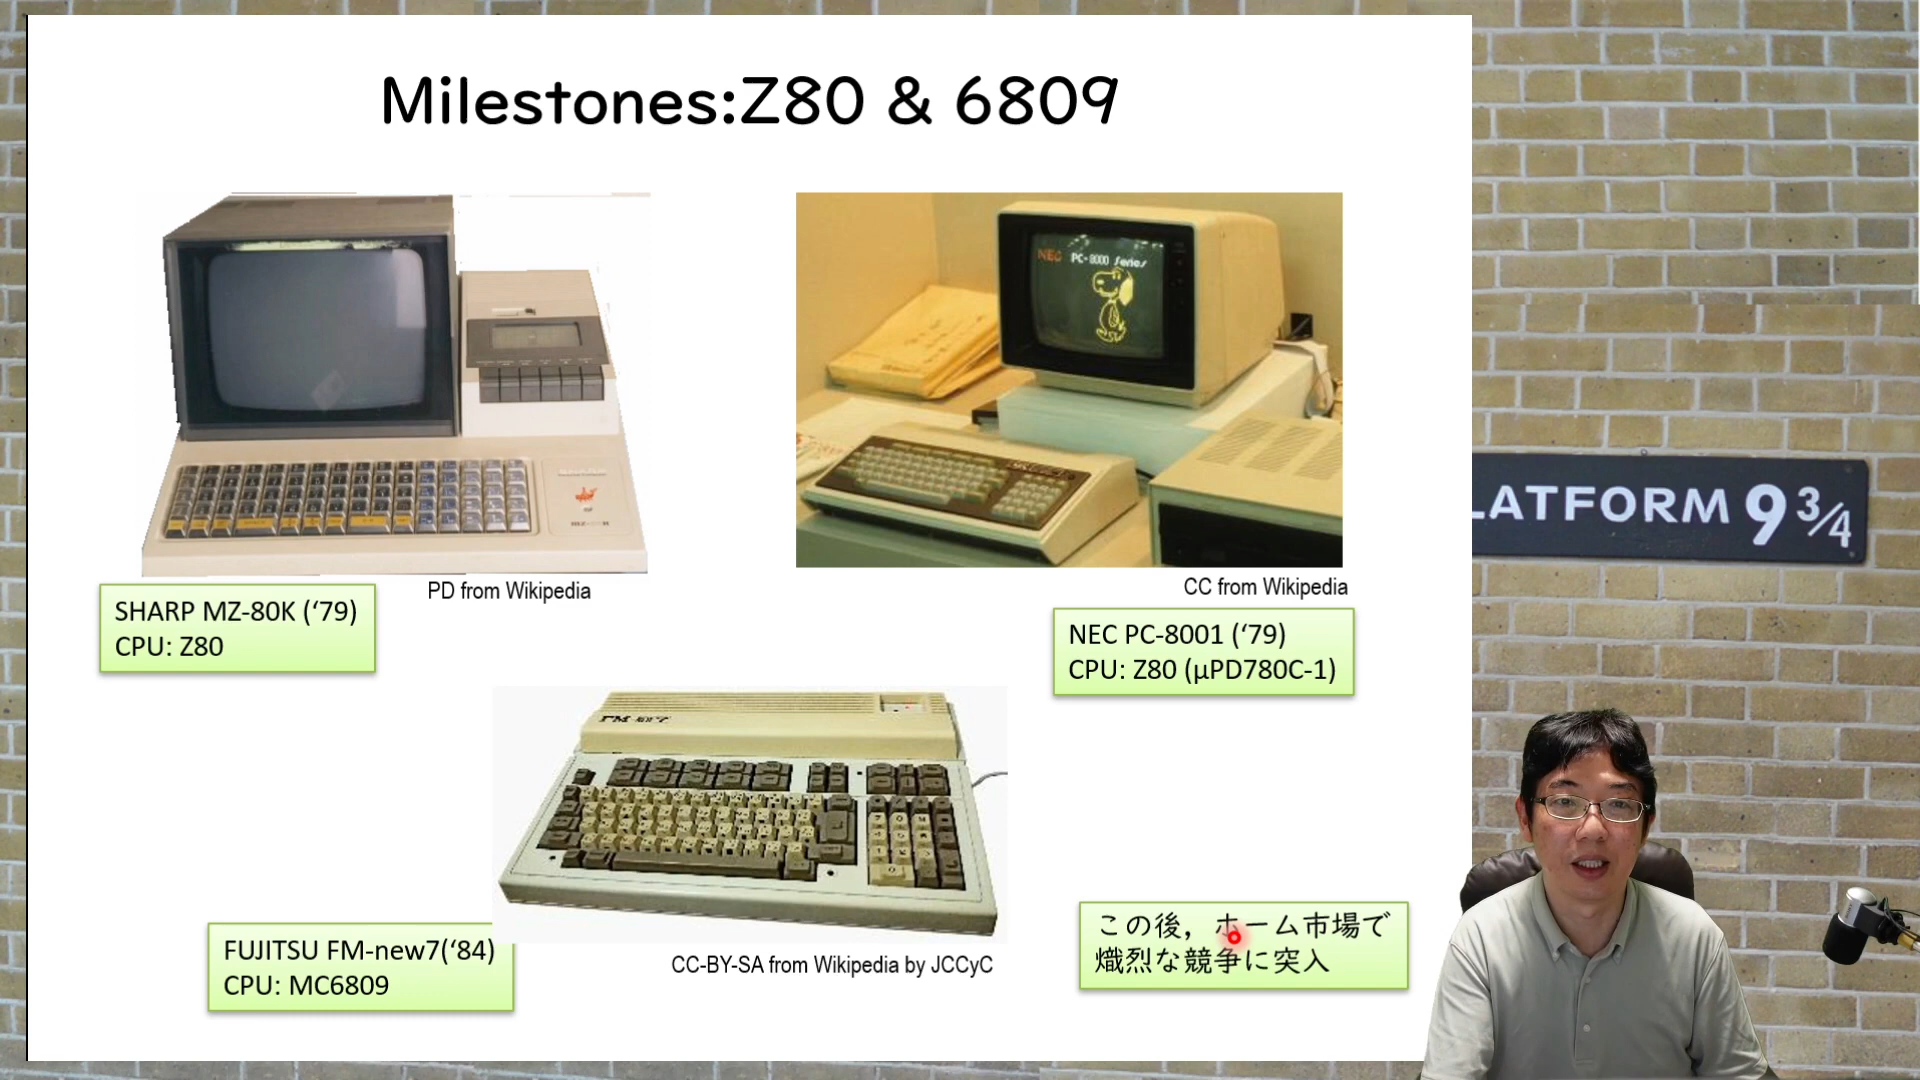 Milestones:Z80 & 6809
NEC PC-8000 Series
PD from Wikipedia
CC from Wikipedia
SHARP MZ-80K (‘79)
CPU: Z80
NEC PC-8001 (‘79)
CPU: Z80 (μPD780C-1)
FM
FUJITSU FM-new7(‘84)
CPU: MC6809
CC-BY-SA from Wikipedia by JCCyC
この後，ホーム市場で
熾烈な競争に突入
LATFORM 9 3/4